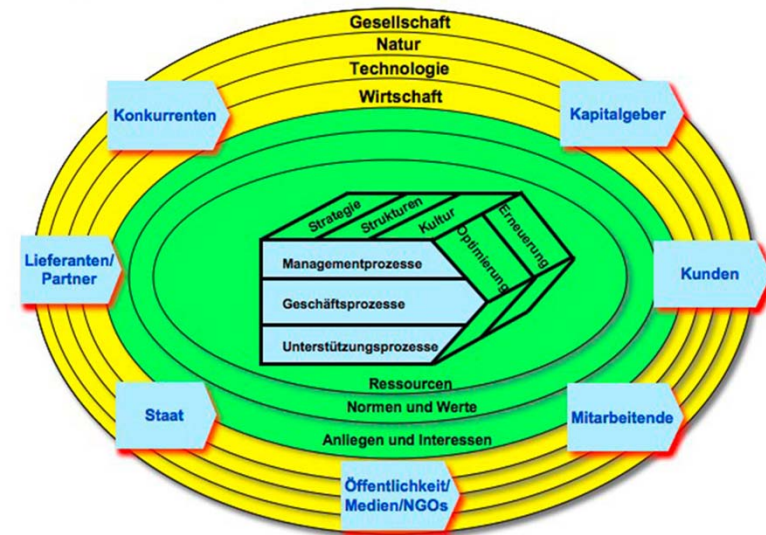 Gesellschaft
Natur
Technologie
Wirtschaft
Konkurrenten
Kapitalgeber
Strategie
Strukturen
Kultur
Optimierung
Erneuerung
Lieferanten/
Partner
Managementprozesse
Geschäftsprozesse
Unterstützungsprozesse
Kunden
Ressourcen
Normen und Werte
Anliegen und Interessen
Staat
Mitarbeitende
Öffentlichkeit/
Medien/NGOs